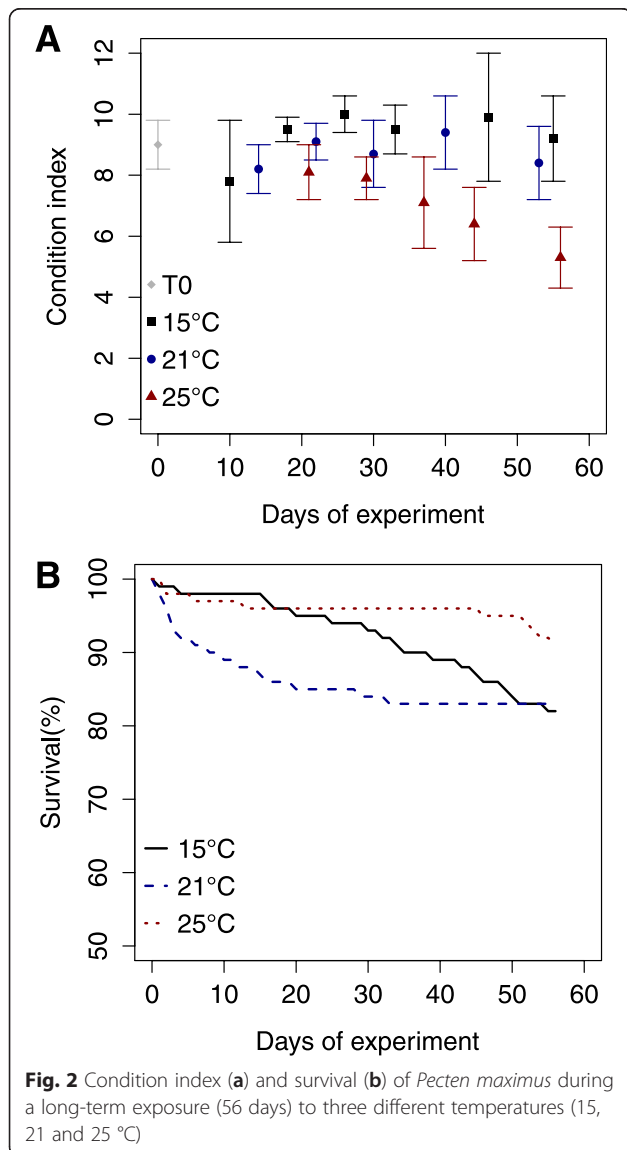 A
12
10
8
6
4
2
0
Condition index
T0
15°C
21°C
25°C
0 10 20 30 40 50 60
Days of experiment
B
100
90
80
70
60
50
Survival(%)
15°C
21°C
25°C
0 10 20 30 40 50 60
Days of experiment
Fig. 2 Condition index (a) and survival (b) of Pecten maximus during
a long-term exposure (56 days) to three different temperatures (15,
21 and 25 °C)